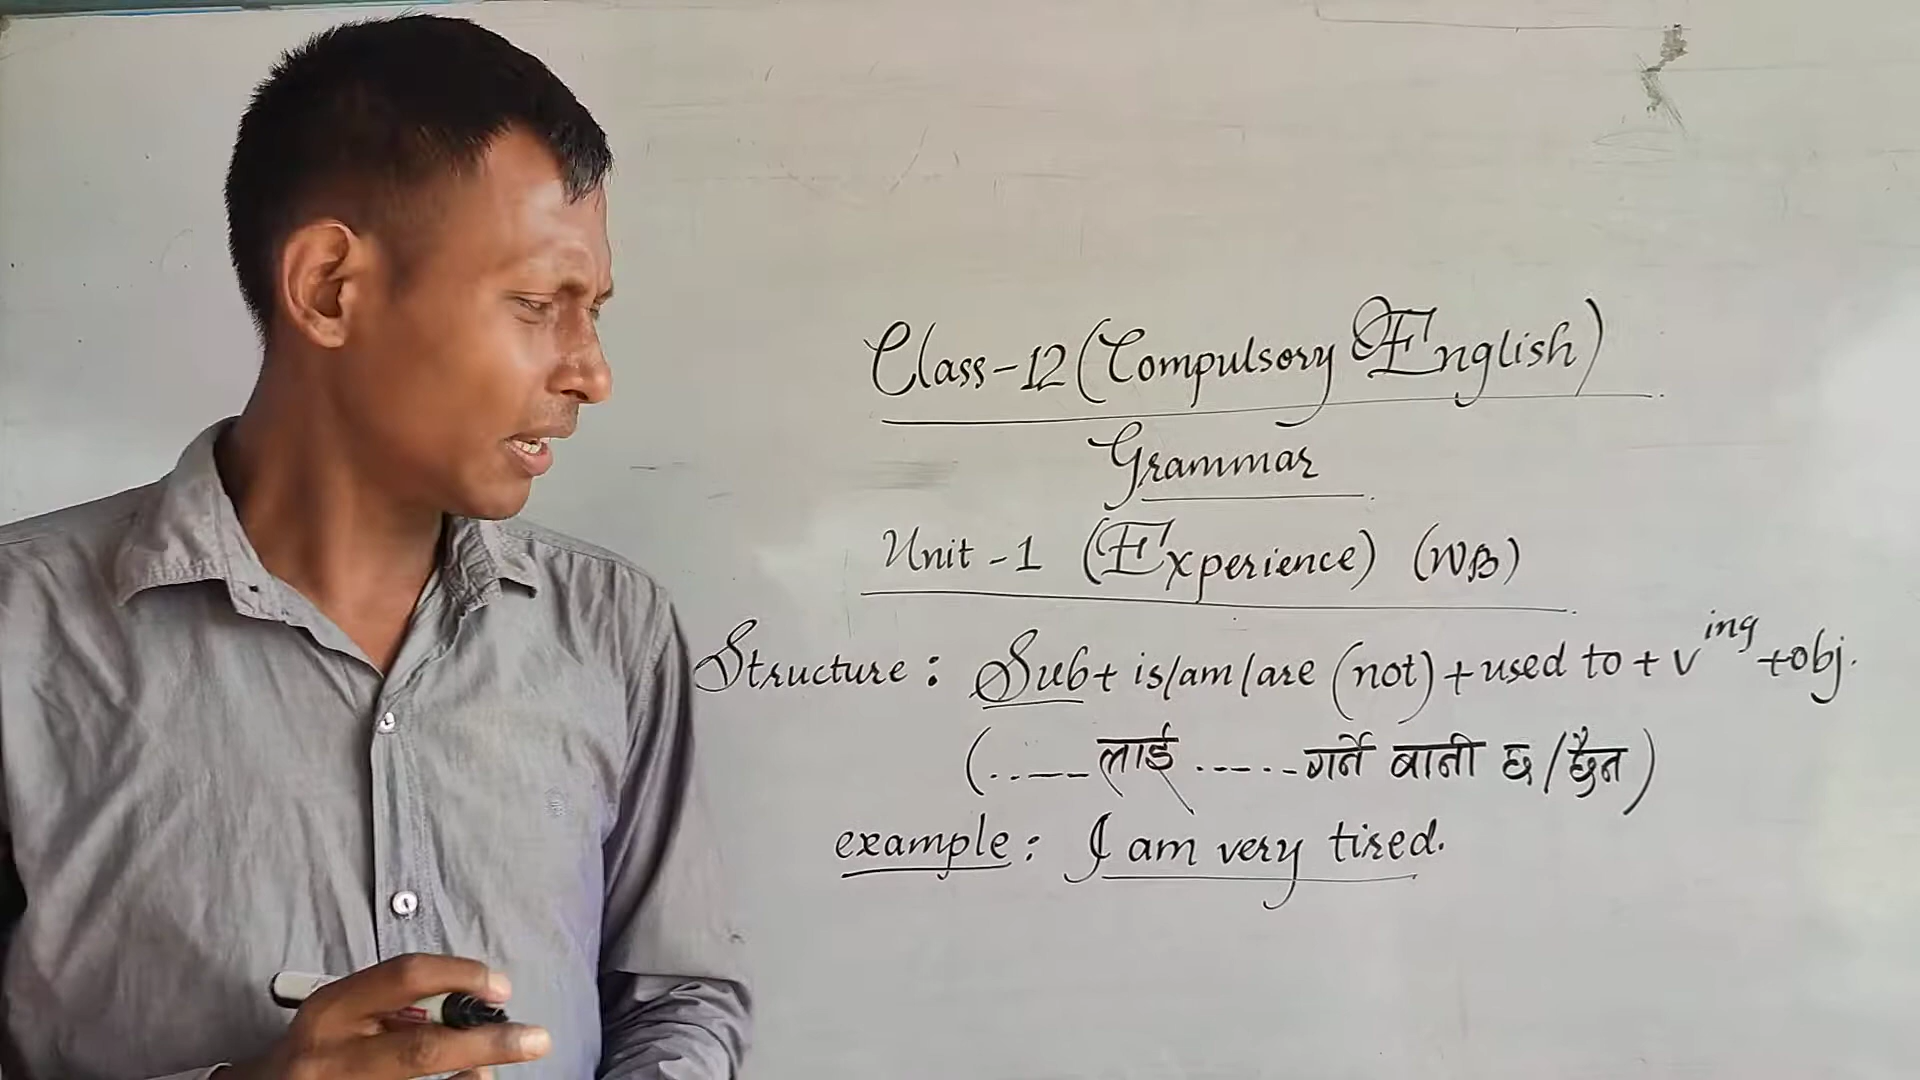 Class-12 (Compulsory English)
Grammar
Unit-1 (Experience) (WB)
Structure: Sub+ is/am/are (not) + used to + v ing +obj.
(..--- लाई ...--- गर्ने बानी छ/छैन)
example: I am very tired.